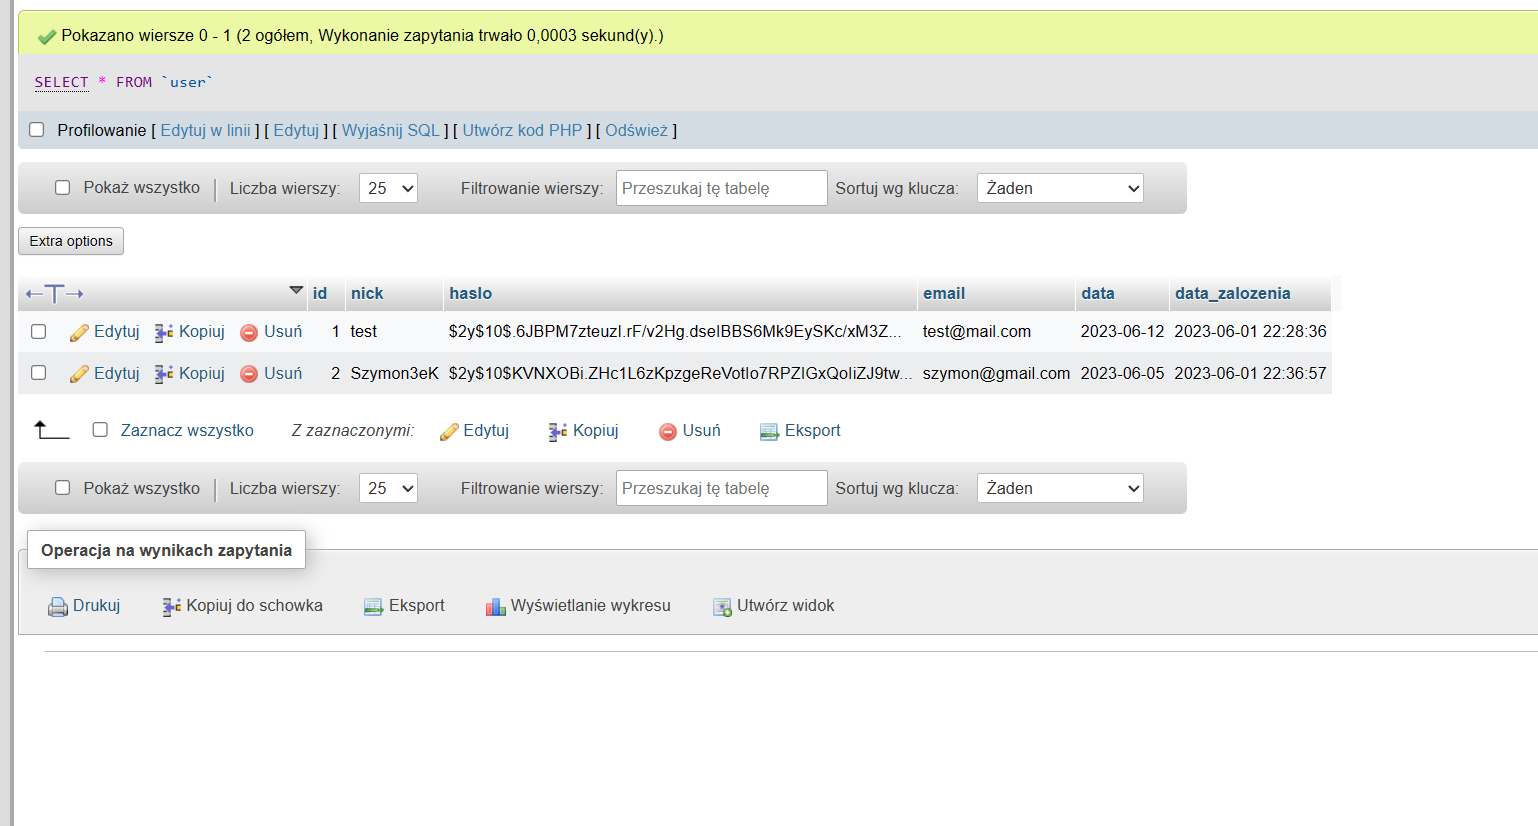 Pokazano wiersze 0 - 1 (2 ogółem, Wykonanie zapytania trwało 0,0003 sekund(y).)
SELECT * FROM `user`
Profilowanie [ Edytuj w linii ] [ Edytuj ] [ Wyjaśnij SQL ] [ Utwórz kod PHP ] [ Odśwież ]
Pokaż wszystko Liczba wierszy: 25 Filtrowanie wierszy: Przeszukaj tę tabelę Sortuj wg klucza: Żaden
Extra options
←T→ id nick haslo email data data_zalozenia
Edytuj Kopiuj Usuń 1 test $2y$10$.6JBPM7zteuzI.rF/v2Hg.dseIBBS6Mk9EySKc/xM3Z... test@mail.com 2023-06-12 2023-06-01 22:28:36
Edytuj Kopiuj Usuń 2 Szymon3eK $2y$10$KVNXOBi.ZHc1L6zKpzgeReVotIo7RPZIGxQoIiZJ9tw... szymon@gmail.com 2023-06-05 2023-06-01 22:36:57
Zaznacz wszystko Z zaznaczonymi: Edytuj Kopiuj Usuń Eksport
Pokaż wszystko Liczba wierszy: 25 Filtrowanie wierszy: Przeszukaj tę tabelę Sortuj wg klucza: Żaden
Operacja na wynikach zapytania
Drukuj Kopiuj do schowka Eksport Wyświetlanie wykresu Utwórz widok